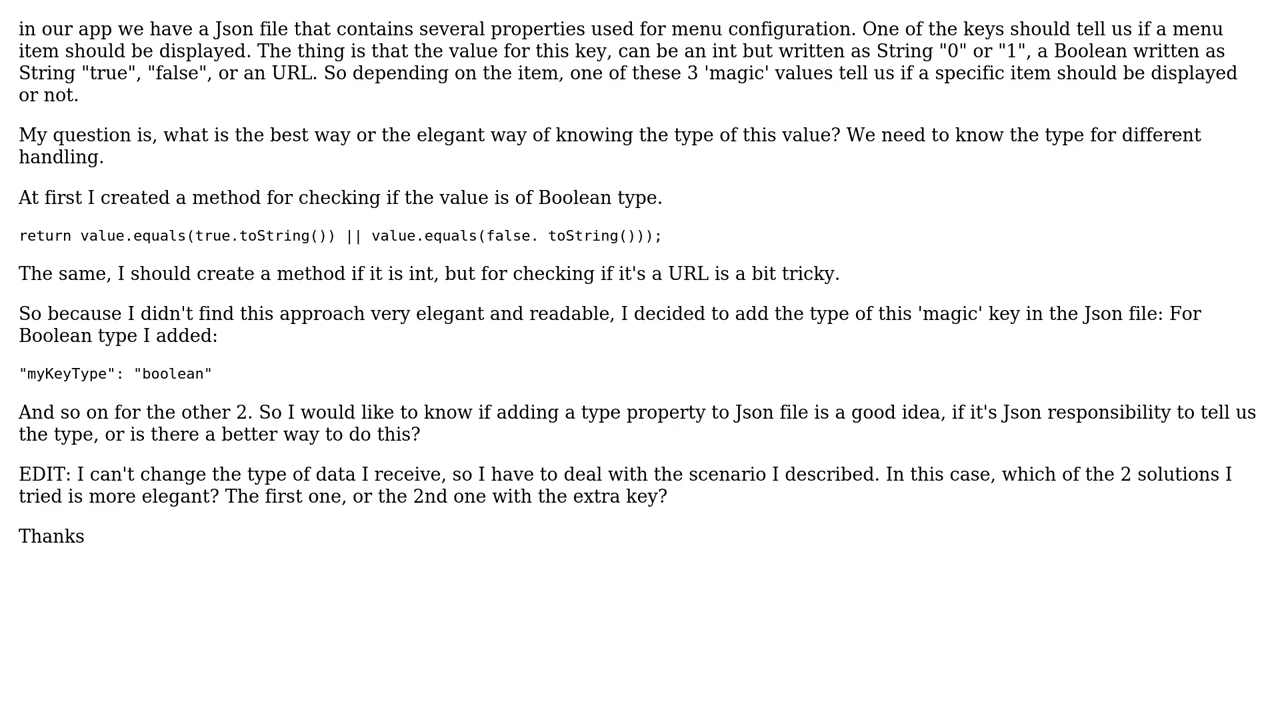 in our app we have a Json file that contains several properties used for menu configuration. One of the keys should tell us if a menu
item should be displayed. The thing is that the value for this key, can be an int but written as String "0" or "1", a Boolean written as
String "true", "false", or an URL. So depending on the item, one of these 3 'magic' values tell us if a specific item should be displayed
or not.
My question is, what is the best way or the elegant way of knowing the type of this value? We need to know the type for different
handling.
At first I created a method for checking if the value is of Boolean type.
return value.equals(true.toString()) || value.equals(false. toString()));
The same, I should create a method if it is int, but for checking if it's a URL is a bit tricky.
So because I didn't find this approach very elegant and readable, I decided to add the type of this 'magic' key in the Json file: For
Boolean type I added:
"myKeyType": "boolean"
And so on for the other 2. So I would like to know if adding a type property to Json file is a good idea, if it's Json responsibility to tell us
the type, or is there a better way to do this?
EDIT: I can't change the type of data I receive, so I have to deal with the scenario I described. In this case, which of the 2 solutions I
tried is more elegant? The first one, or the 2nd one with the extra key?
Thanks